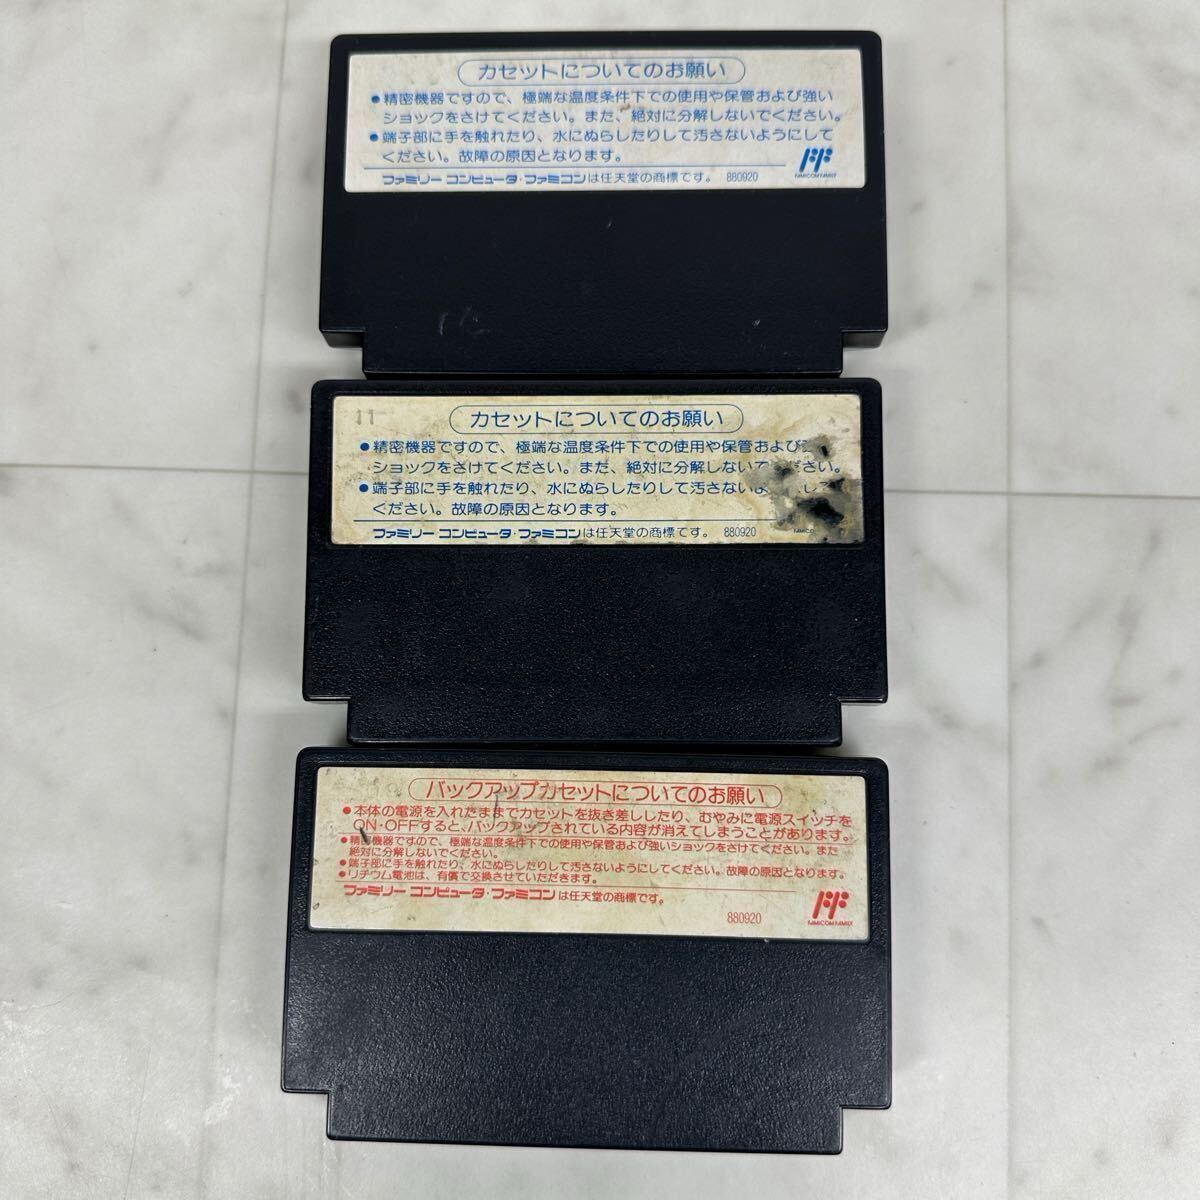 カセットについてのお願い
●精密機器ですので、極端な温度条件下での使用や保管および強い
ショックをさけてください。また、絶対に分解しないでください。
●端子部に手を触れたり、水にぬらしたりして汚さないようにして
ください。故障の原因となります。
FF
FAMICOM FAMILY
ファミリー コンピュータ・ファミコンは任天堂の商標です。 880920
11
カセットについてのお願い
●精密機器ですので、極端な温度条件下での使用や保管および
ショックをさけてください。また、絶対に分解しないでください。
●端子部に手を触れたり、水にぬらしたりして汚さない
ください。故障の原因となります。
ファミリー コンピュータ・ファミコンは任天堂の商標です。 880920
バックアップカセットについてのお願い
●本体の電源を入れたままでカセットを抜き差ししたり、むやみに電源スイッチを
ON・OFFすると、バックアップされている内容が消えてしまうことがあります。
●精密機器ですので、極端な温度条件下での使用や保管および強いショックをさけてください。また
絶対に分解しないでください。
●端子部に手を触れたり、水にぬらしたりして汚さないようにしてください。故障の原因となります。
●リチウム電池は、有償で交換させていただきます。
ファミリー コンピュータ・ファミコンは任天堂の商標です。
880920
FF
FAMICOM FAMILY